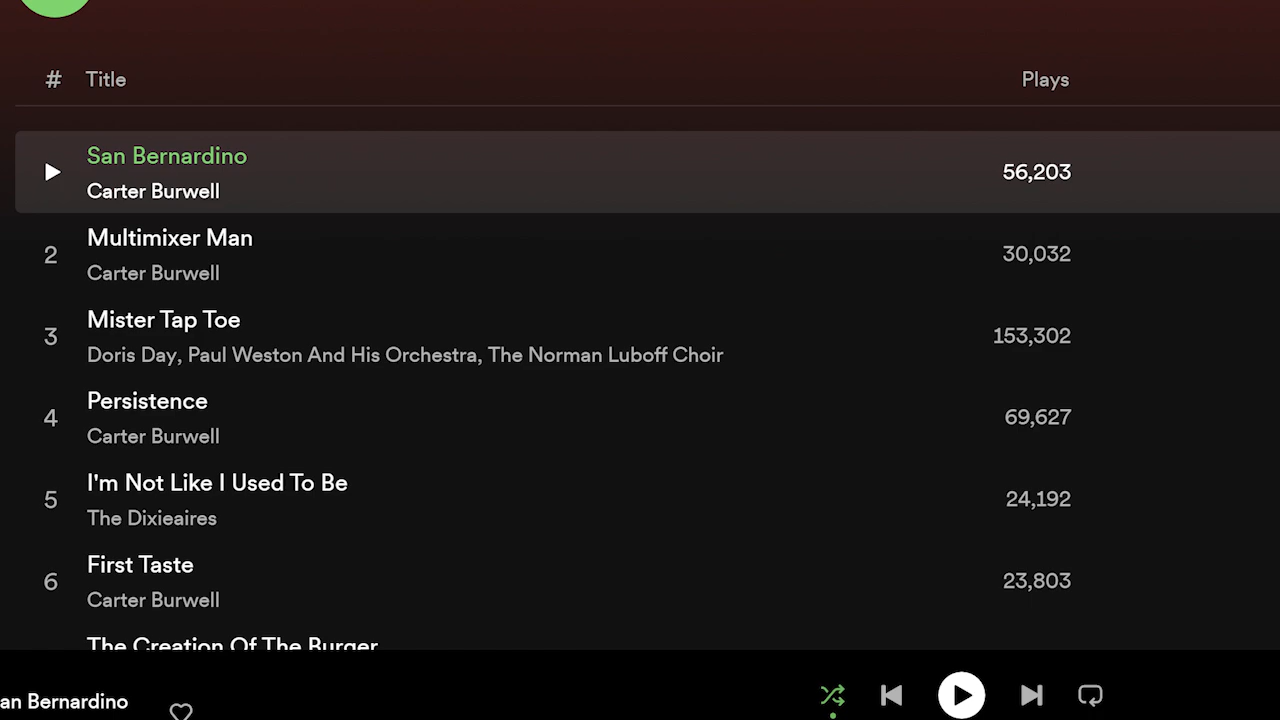 # Title Plays
San Bernardino
Carter Burwell
56,203
2
Multimixer Man
Carter Burwell
30,032
3
Mister Tap Toe
Doris Day, Paul Weston And His Orchestra, The Norman Luboff Choir
153,302
4
Persistence
Carter Burwell
69,627
5
I'm Not Like I Used To Be
The Dixieaires
24,192
6
First Taste
Carter Burwell
23,803
The Creation Of The Burger
an Bernardino